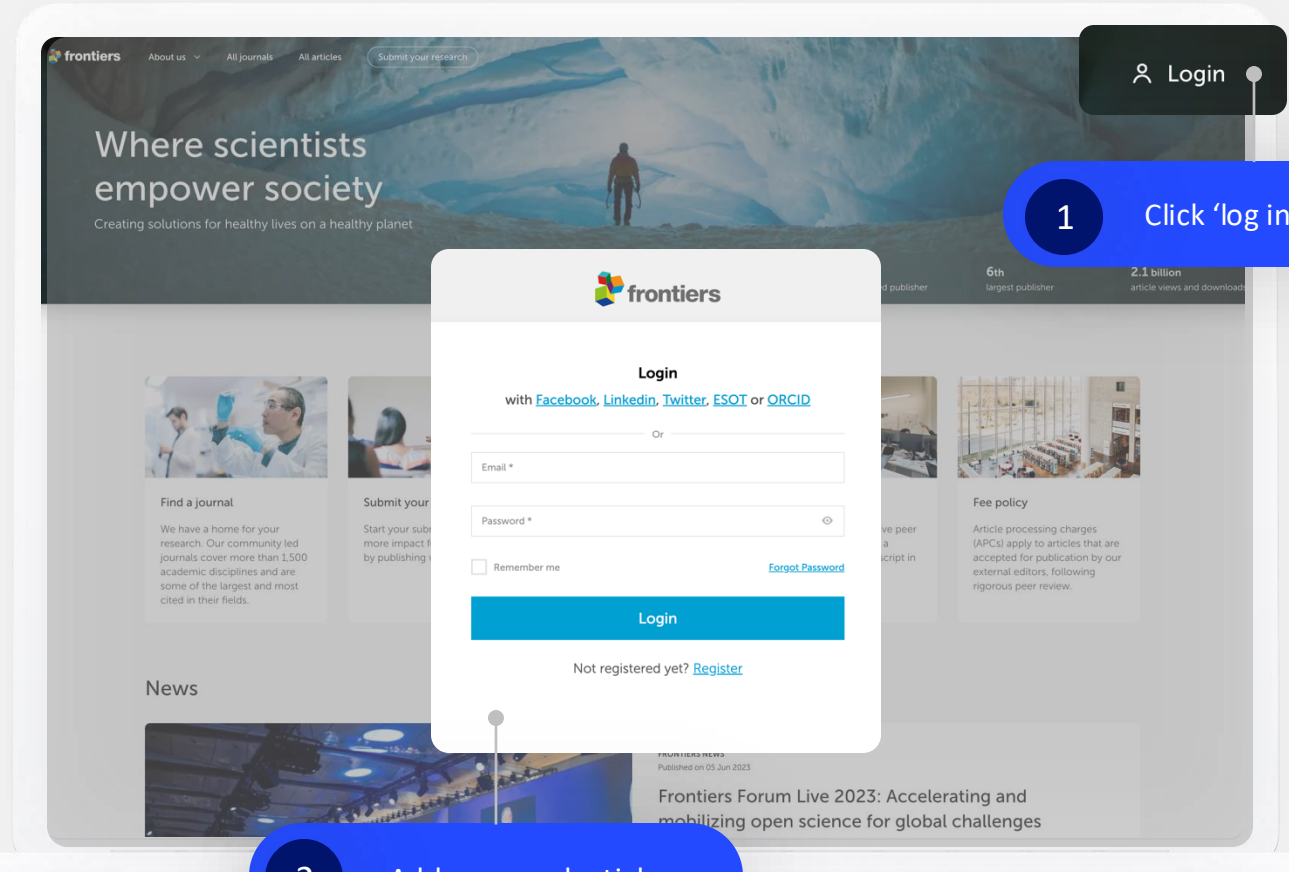 frontiers About us All journals All articles Submit your research
Login
Where scientists
empower society
Creating solutions for healthy lives on a healthy planet
1 Click ‘log in
6th 2.1 billion
d publisher largest publisher article views and downloads
frontiers
Login
with Facebook, Linkedin, Twitter, ESOT or ORCID
Or
Email *
Password *
Remember me Forgot Password
Login
Not registered yet? Register
Find a journal
We have a home for your
research. Our community led
journals cover more than 1,500
academic disciplines and are
some of the largest and most
cited in their fields.
Submit your
Start your sub
more impact
by publishing
ve peer
a
script in
Fee policy
Article processing charges
(APCs) apply to articles that are
accepted for publication by our
external editors, following
rigorous peer review.
News
FRONTIERS NEWS
Published on 05 Jun 2023
Frontiers Forum Live 2023: Accelerating and
mobilizing open science for global challenges